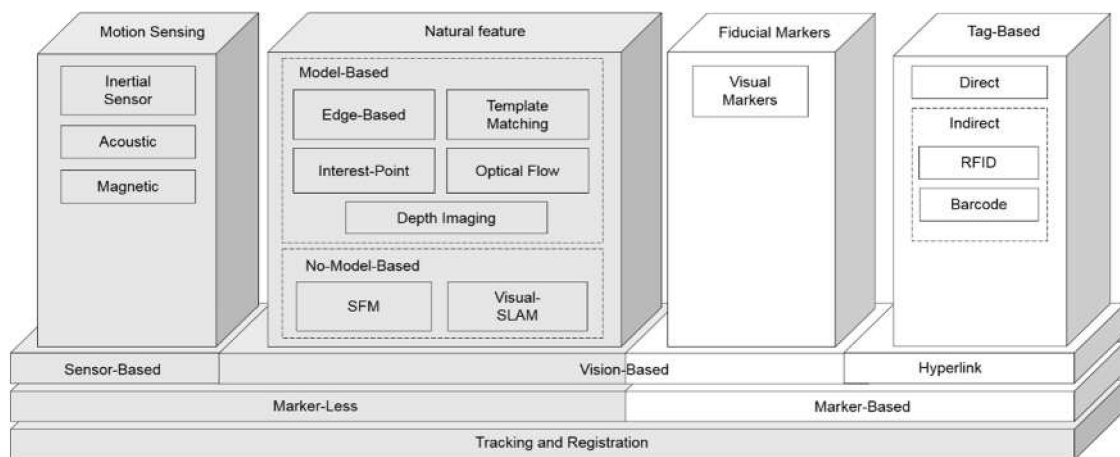 Motion Sensing
Inertial
Sensor
Acoustic
Magnetic
Natural feature
Model-Based
Edge-Based
Template
Matching
Interest-Point
Optical Flow
Depth Imaging
No-Model-Based
SFM
Visual-
SLAM
Fiducial Markers
Visual
Markers
Tag-Based
Direct
Indirect
RFID
Barcode
Sensor-Based
Vision-Based
Hyperlink
Marker-Less
Marker-Based
Tracking and Registration